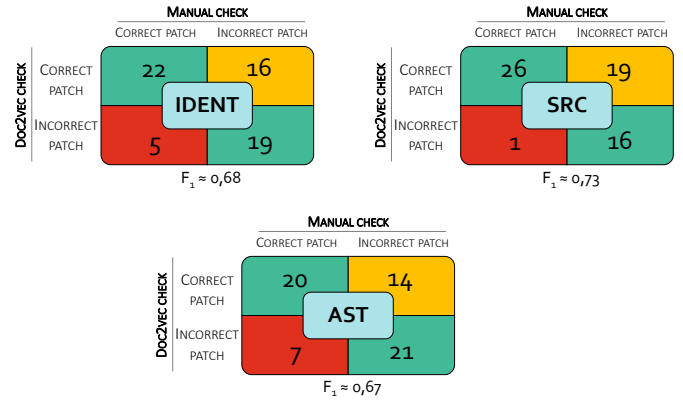 MANUAL CHECK
CORRECT PATCH INCORRECT PATCH
DOC2VEC CHECK
CORRECT PATCH
22 16
IDENT
INCORRECT PATCH
5 19
F1 ≈ 0,68
MANUAL CHECK
CORRECT PATCH INCORRECT PATCH
DOC2VEC CHECK
CORRECT PATCH
26 19
SRC
INCORRECT PATCH
1 16
F1 ≈ 0,73
MANUAL CHECK
CORRECT PATCH INCORRECT PATCH
DOC2VEC CHECK
CORRECT PATCH
20 14
AST
INCORRECT PATCH
7 21
F1 ≈ 0,67